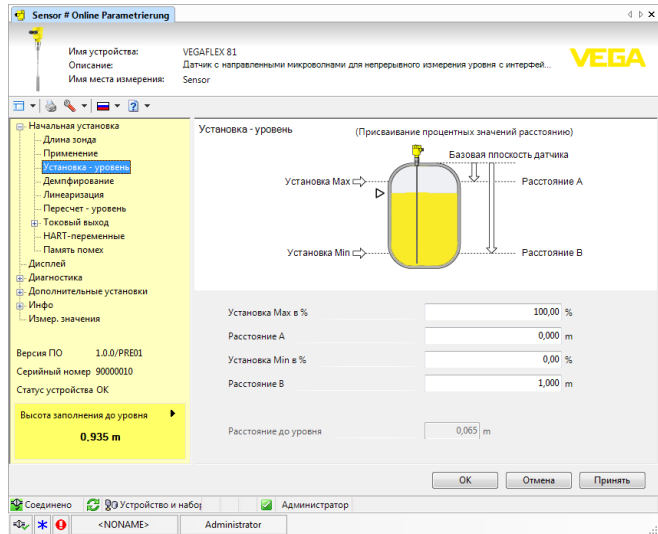 Sensor # Online Parametrierung
Имя устройства: VEGAFLEX 81
Описание: Датчик с направленными микроволнами для непрерывного измерения уровня с интерфей...
Имя места измерения: Sensor
VEGA
Начальная установка
Длина зонда
Применение
Установка - уровень
Демпфирование
Линеаризация
Пересчет - уровень
Токовый выход
HART-переменные
Память помех
Дисплей
Диагностика
Дополнительные установки
Инфо
Измер. значения
Версия ПО 1.0.0/PRE01
Серийный номер 90000010
Статус устройства OK
Высота заполнения до уровня
0,935 m
Установка - уровень
(Присваивание процентных значений расстоянию)
Базовая плоскость датчика
Установка Max
Расстояние A
Установка Min
Расстояние B
Установка Max в % 100,00 %
Расстояние A 0,000 m
Установка Min в % 0,00 %
Расстояние B 1,000 m
Расстояние до уровня 0,065 m
OK Отмена Принять
Соединено Устройство и набор Администратор
<NONAME> Administrator